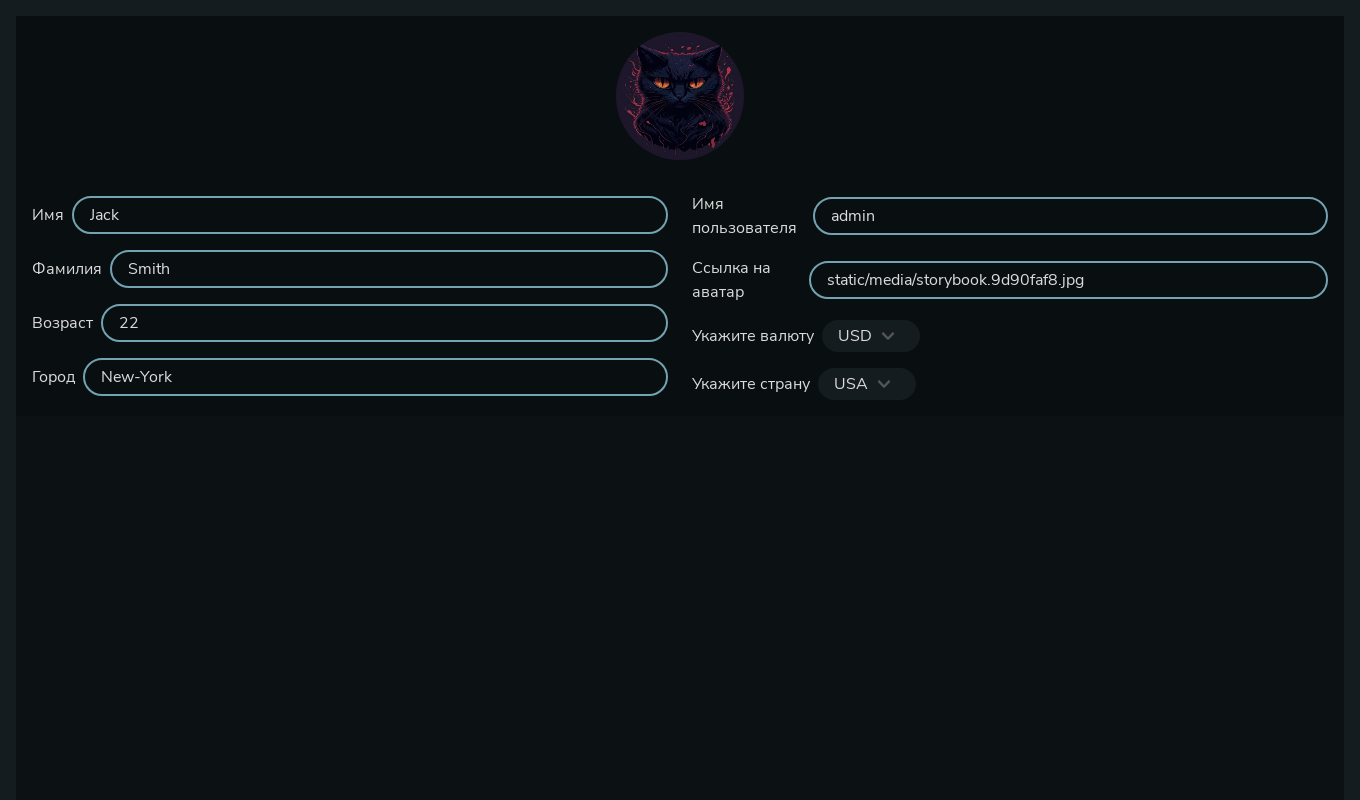 Имя
Jack
Фамилия
Smith
Возраст
22
Город
New-York
Имя
пользователя
admin
Ссылка на
аватар
static/media/storybook.9d90faf8.jpg
Укажите валюту
USD
Укажите страну
USA